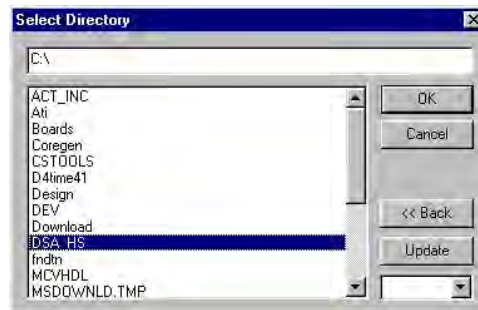 Select Directory
C:\
ACT_INC
Ati
Boards
Coregen
CSTOOLS
D4time41
Design
DEV
Download
DSA_HS
fndtn
MCVHDL
MSDOWNLD.TMP
OK
Cancel
<< Back
Update